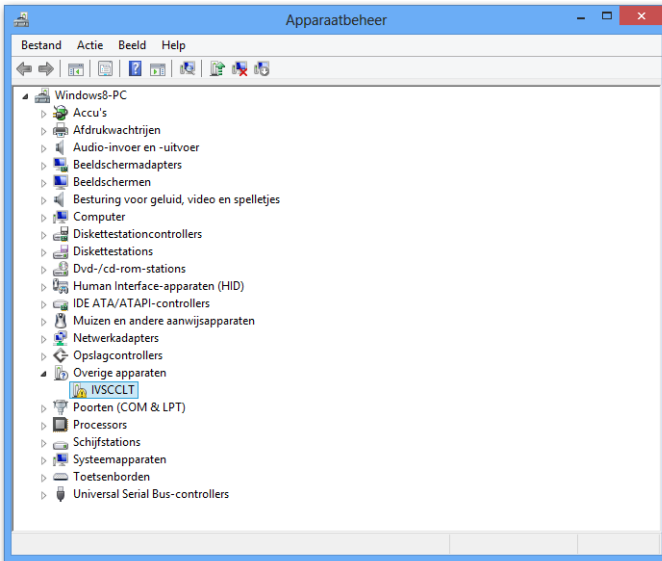 Apparaatbeheer
Bestand Actie Beeld Help
Windows8-PC
Accu's
Afdrukwachtrijen
Audio-invoer en -uitvoer
Beeldschermadapters
Beeldschermen
Besturing voor geluid, video en spelletjes
Computer
Diskettestationcontrollers
Diskettestations
Dvd-/cd-rom-stations
Human Interface-apparaten (HID)
IDE ATA/ATAPI-controllers
Muizen en andere aanwijsapparaten
Netwerkadapters
Opslagcontrollers
Overige apparaten
IVSCCLT
Poorten (COM & LPT)
Processors
Schijfstations
Systeemapparaten
Toetsenborden
Universal Serial Bus-controllers